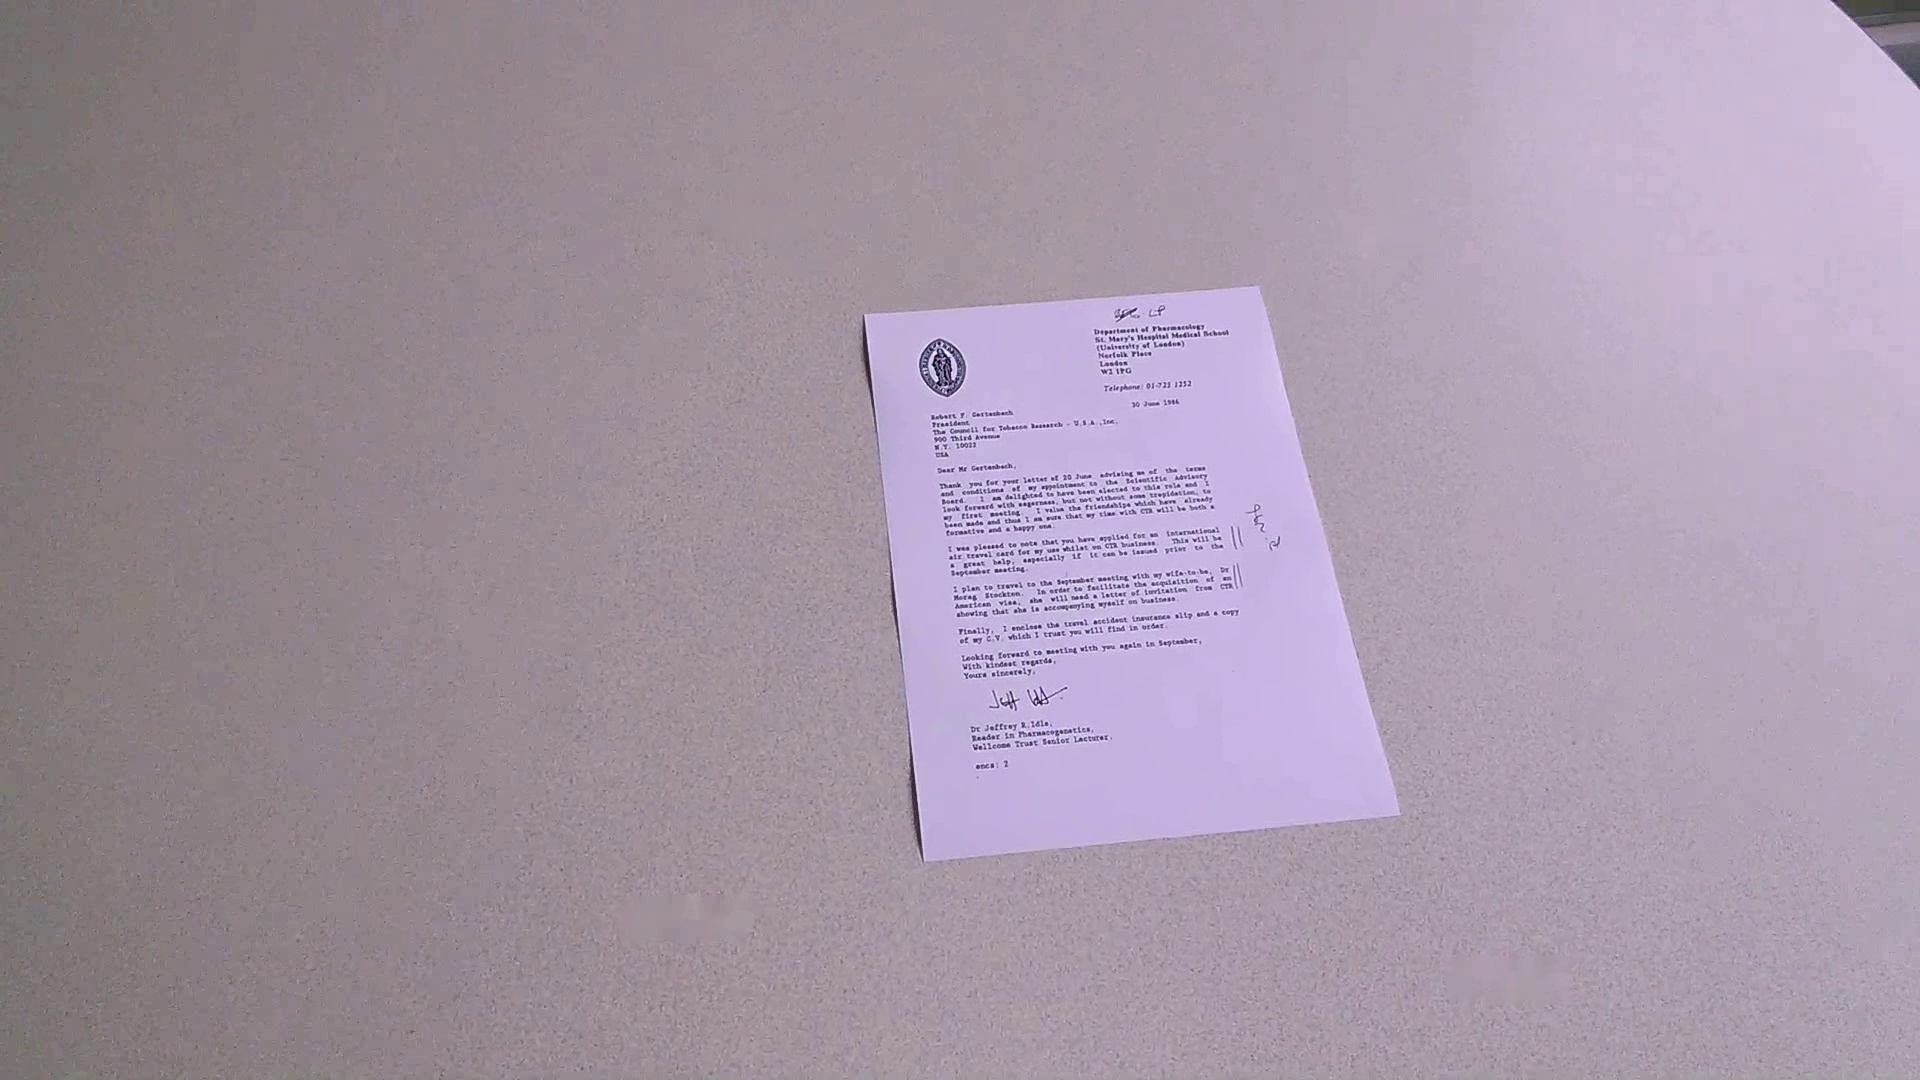 LP
Department of Pharmacology
St. Mary's Hospital Medical School
(University of London)
Norfolk Place
London
W2 1PG
Telephone: 01-723 1252
30 June 1986
Robert F. Gertenbach
President
The Council for Tobacco Research - U.S.A.,Inc.
900 Third Avenue
N.Y. 10022
USA
Dear Mr Gertenbach,
Thank you for your letter of 20 June advising me of the terms
and conditions of my appointment to the Scientific Advisory
Board. I am delighted to have been elected to this role and I
look forward with eagerness, but not without some trepidation, to
my first meeting. I value the friendships which have already
been made and thus I am sure that my time with CTR will be both a
formative and a happy one.
I was pleased to note that you have applied for an international
air travel card for my use whilst on CTR business. This will be
a great help, especially if it can be issued prior to the
September meeting.
I plan to travel to the September meeting with my wife-to-be, Dr
Morag Stockton. In order to facilitate the acquisition of an
American visa, she will need a letter of invitation from CTR
showing that she is accompanying myself on business.
Finally, I enclose the travel accident insurance slip and a copy
of my C.V. which I trust you will find in order.
Looking forward to meeting with you again in September,
With kindest regards,
Yours sincerely,
Jeff
Dr Jeffrey R.Idle,
Reader in Pharmacogenetics,
Wellcome Trust Senior Lecturer.
encs: 2